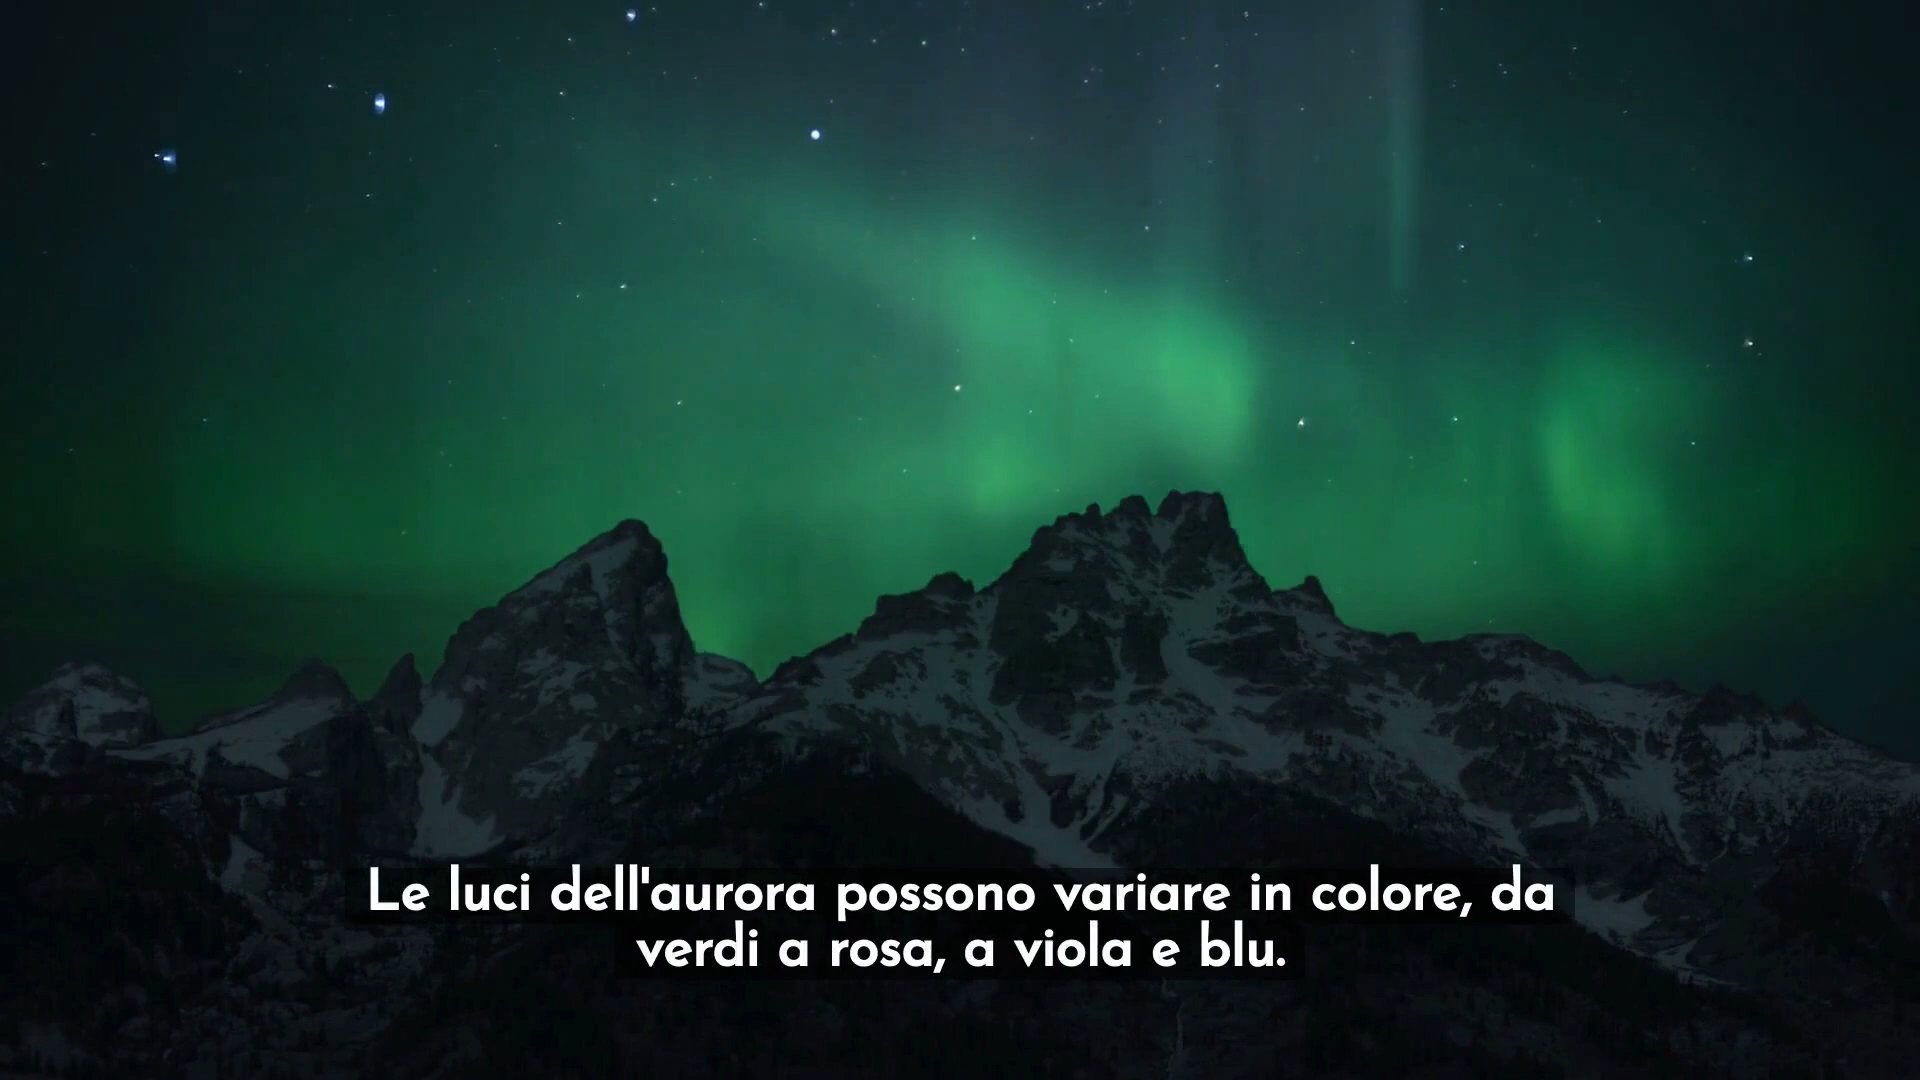 Le luci dell'aurora possono variare in colore, da
verdi a rosa, a viola e blu.